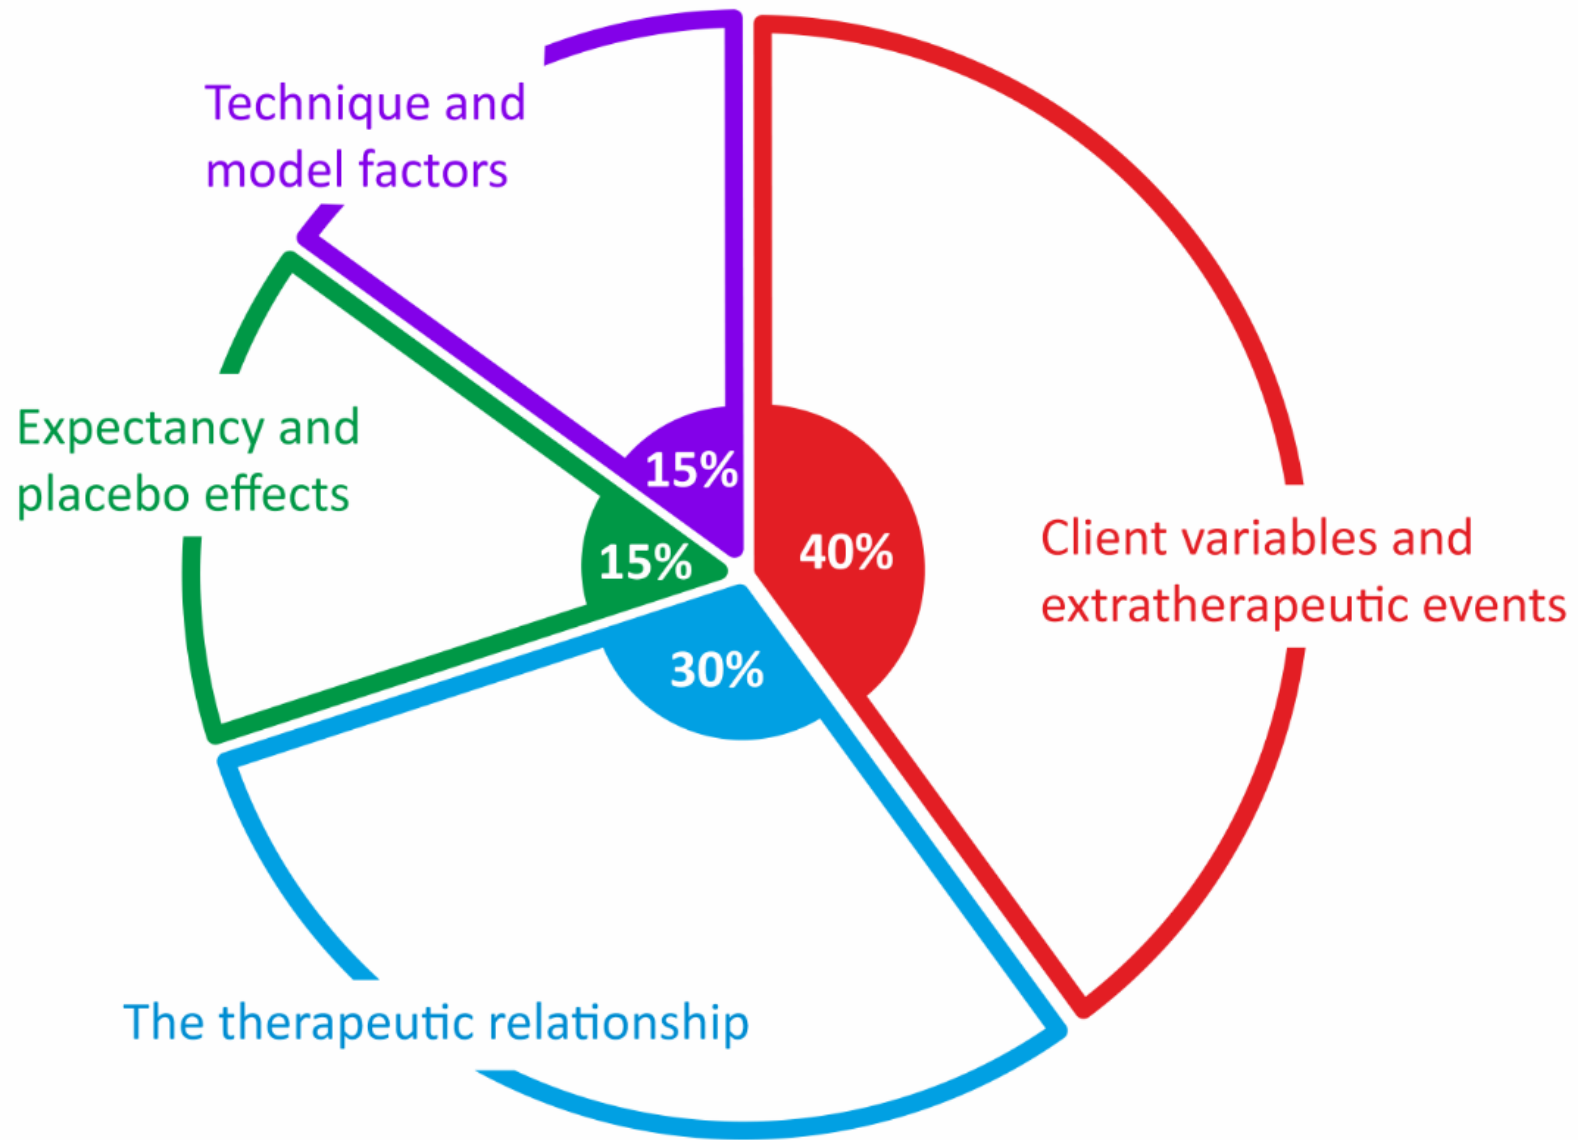 Technique and
model factors
15%
Expectancy and
placebo effects
15%
40%
Client variables and
extratherapeutic events
30%
The therapeutic relationship